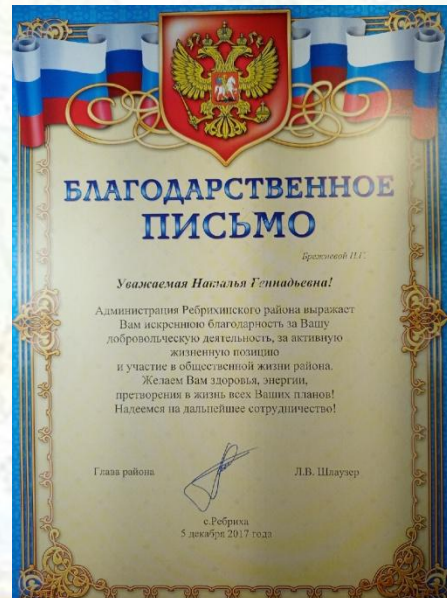 БЛАГОДАРСТВЕННОЕ
ПИСЬМО
Н.Г.
Уважаемая Наталья Геннадьевна!
Администрация Ребрихинского района выражает
Вам искреннюю благодарность за Вашу
добровольческую деятельность, за активную
жизненную позицию
и участие в общественной жизни района.
Желаем Вам здоровья, энергии,
претворения в жизнь всех Ваших планов!
Надеемся на дальнейшее сотрудничество!
Глава района
Л.В. Шлаузер
с.Ребриха
5 декабря 2017 года